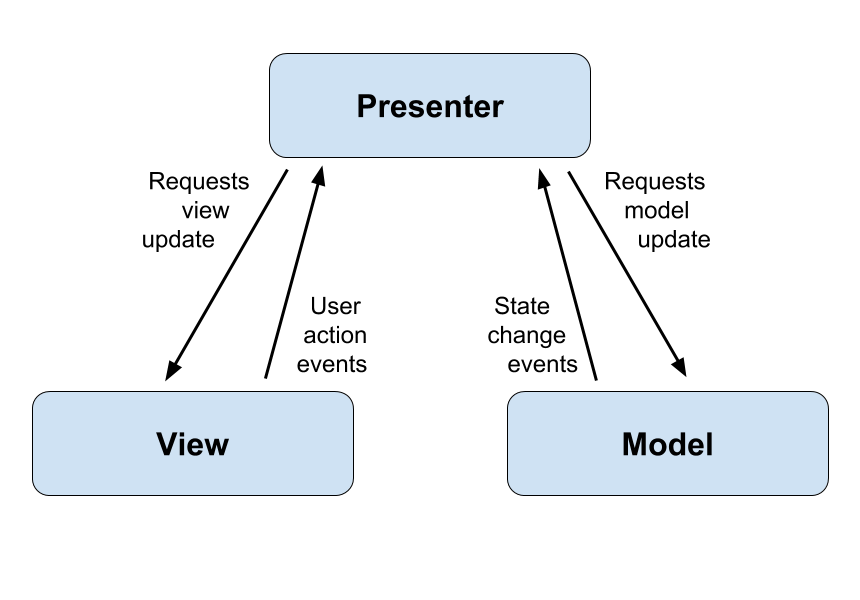 Presenter
Requests
view
update
Requests
model
update
User
action
events
State
change
events
View
Model